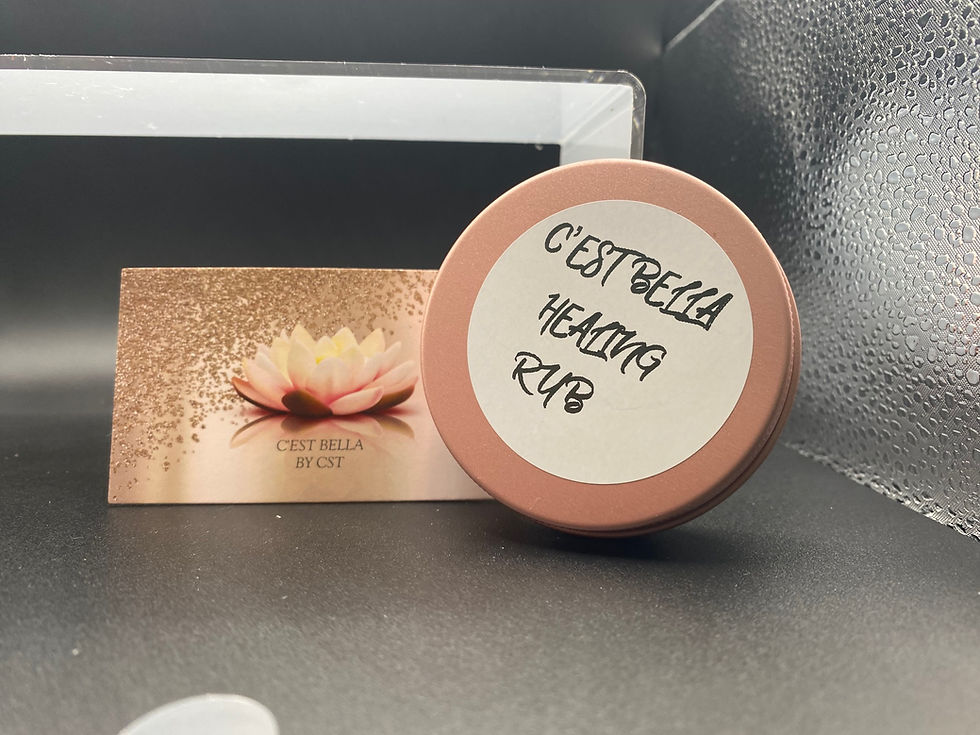 C'EST BELLA
BY CST
C'EST BELLA
HEALING
RUB